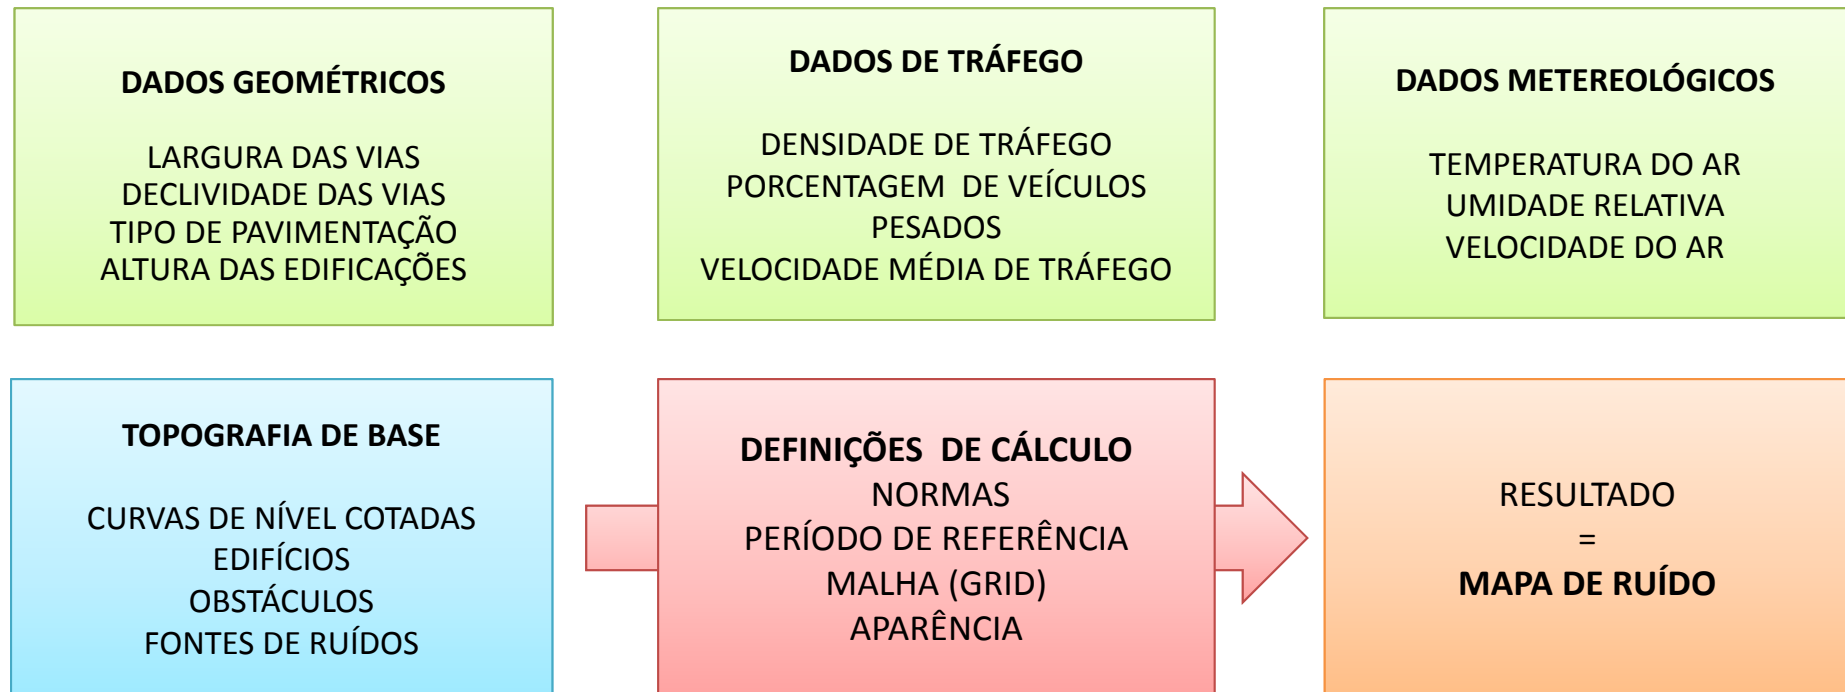 DADOS GEOMÉTRICOS
LARGURA DAS VIAS
DECLIVIDADE DAS VIAS
TIPO DE PAVIMENTAÇÃO
ALTURA DAS EDIFICAÇÕES
DADOS DE TRÁFEGO
DENSIDADE DE TRÁFEGO
PORCENTAGEM DE VEÍCULOS
PESADOS
VELOCIDADE MÉDIA DE TRÁFEGO
DADOS METEREOLÓGICOS
TEMPERATURA DO AR
UMIDADE RELATIVA
VELOCIDADE DO AR
TOPOGRAFIA DE BASE
CURVAS DE NÍVEL COTADAS
EDIFÍCIOS
OBSTÁCULOS
FONTES DE RUÍDOS
DEFINIÇÕES DE CÁLCULO
NORMAS
PERÍODO DE REFERÊNCIA
MALHA (GRID)
APARÊNCIA
RESULTADO
=
MAPA DE RUÍDO